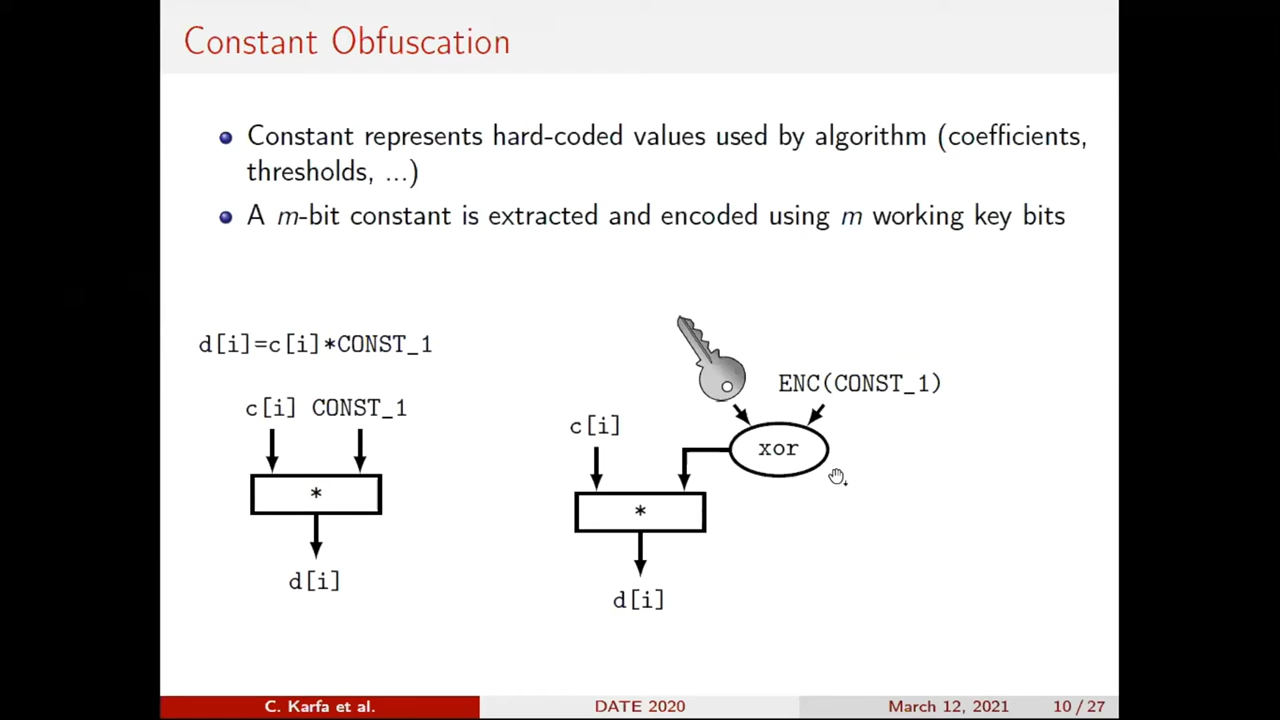 Constant Obfuscation
Constant represents hard-coded values used by algorithm (coefficients,
thresholds, ...)
A m-bit constant is extracted and encoded using m working key bits
d[i]=c[i]*CONST_1
c[i] CONST_1
*
d[i]
ENC(CONST_1)
c[i]
xor
*
d[i]
C. Karfa et al.
DATE 2020
March 12, 2021
10 / 27